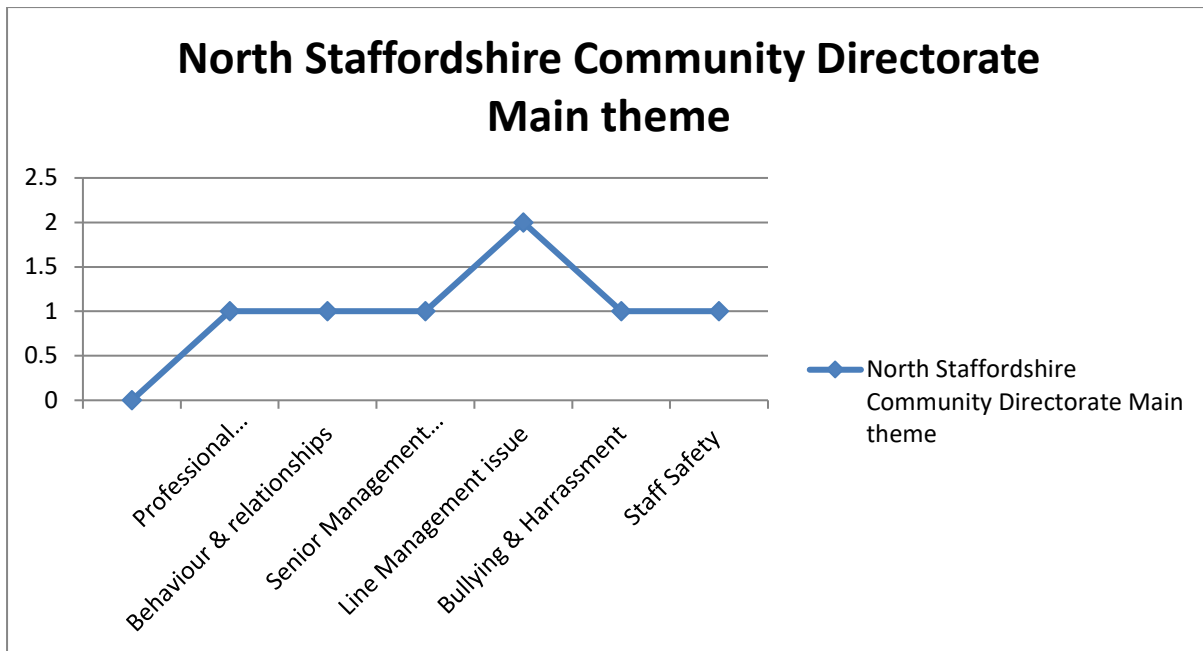 North Staffordshire Community Directorate
Main theme
2.5
2
1.5
1
0.5
0
Professional...
Behaviour & relationships
Senior Management...
Line Management issue
Bullying & Harrassment
Staff Safety
North Staffordshire
Community Directorate Main
theme